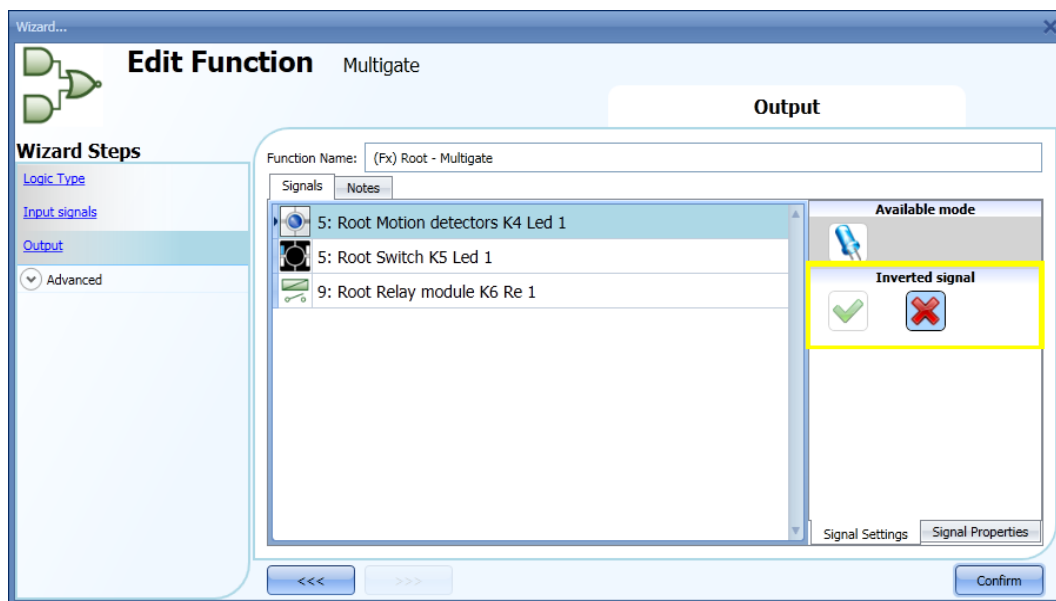 Wizard...
Edit Function Multigate
Output
Wizard Steps
Logic Type
Input signals
Output
Advanced
Function Name: (Fx) Root - Multigate
Signals Notes
5: Root Motion detectors K4 Led 1
5: Root Switch K5 Led 1
9: Root Relay module K6 Re 1
Available mode
Inverted signal
Signal Settings Signal Properties
<<< >>> Confirm